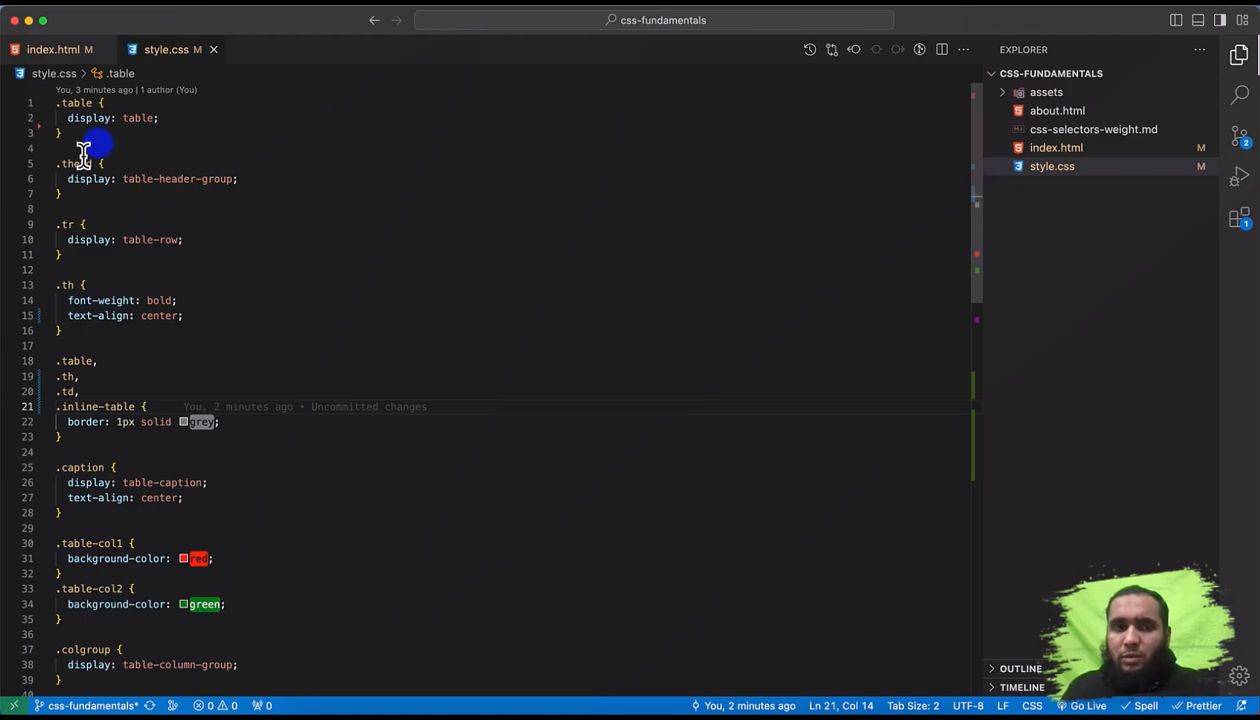 css-fundamentals
index.html M
style.css M
style.css > .table
You, 3 minutes ago | 1 author (You)
1 .table {
2 display: table;
3 }
4
5 {
6 display: table-header-group;
7 }
8
9 .tr {
10 display: table-row;
11 }
12
13 .th {
14 font-weight: bold;
15 text-align: center;
16 }
17
18 .table,
19 .th,
20 .td,
21 .inline-table { You, 2 minutes ago • Uncommitted changes
22 border: 1px solid grey;
23 }
24
25 .caption {
26 display: table-caption;
27 text-align: center;
28 }
29
30 .table-col1 {
31 background-color: red;
32 }
33 .table-col2 {
34 background-color: green;
35 }
36
37 .colgroup {
38 display: table-column-group;
39 }
40
EXPLORER
CSS-FUNDAMENTALS
assets
about.html
css-selectors-weight.md
index.html M
style.css M
2
1
OUTLINE
TIMELINE
css-fundamentals* 0 0 0 You, 2 minutes ago Ln 21, Col 14 Tab Size: 2 UTF-8 LF CSS Go Live Spell Prettier